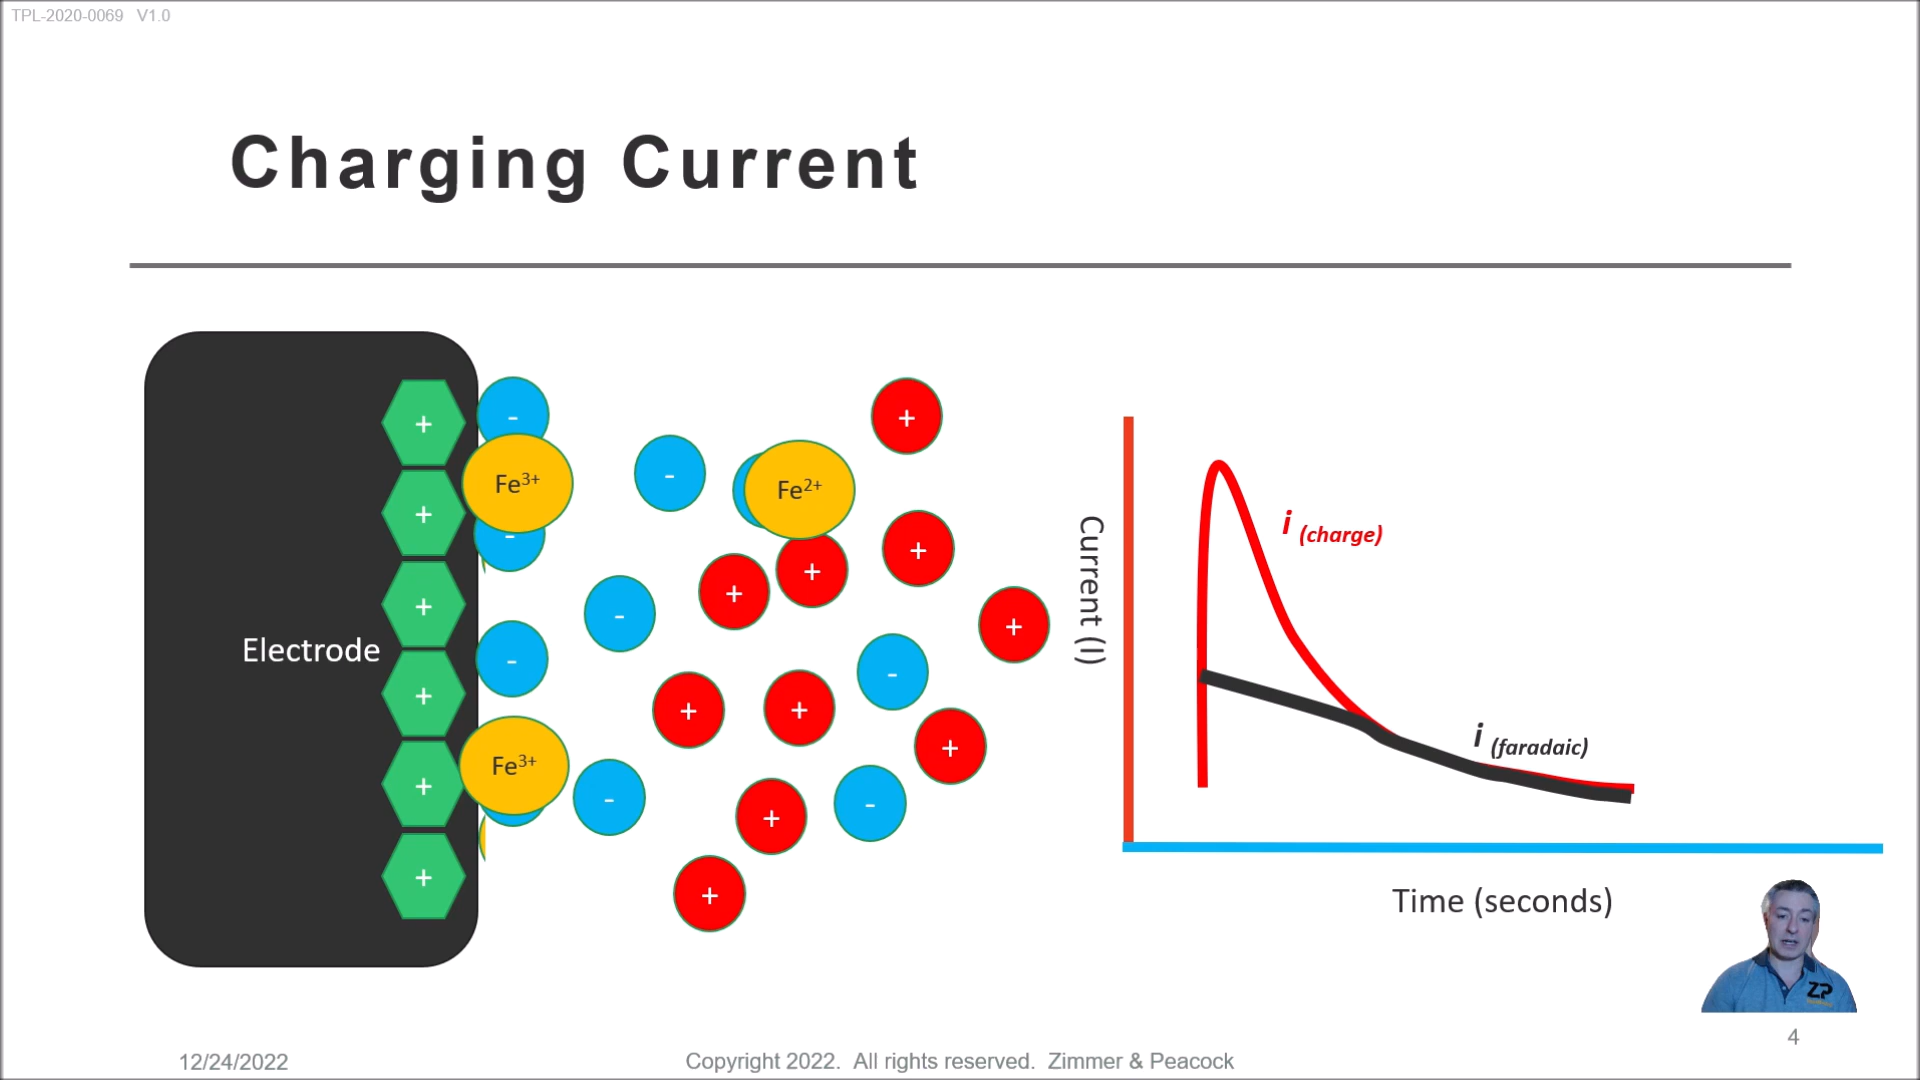 TPL-2020-0069 V1.0
Charging Current
Electrode
+
+
+
+
+
+
-
Fe3+
-
-
Fe3+
-
Fe2+
+
+
+
+
-
+
+
+
-
+
-
+
-
+
Current (I)
i (charge)
i (faradaic)
Time (seconds)
ZP
4
12/24/2022
Copyright 2022. All rights reserved. Zimmer & Peacock